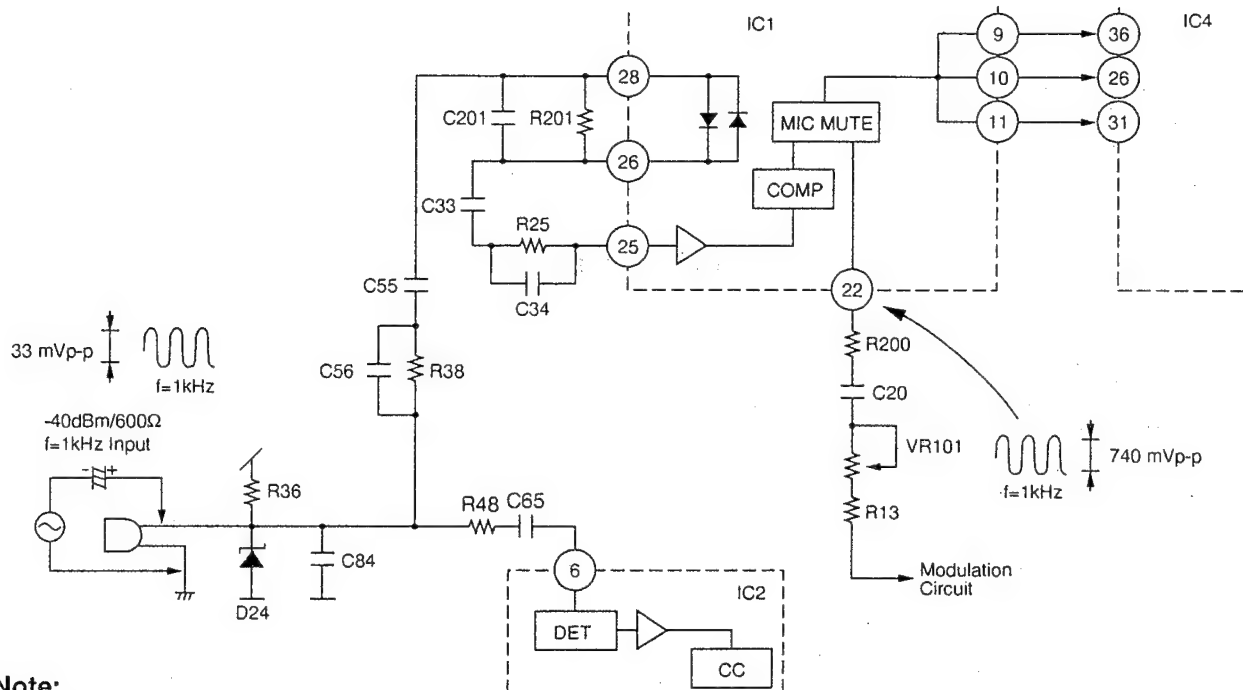 IC1
IC4
9
36
28
10
26
C201
R201
MIC MUTE
11
31
26
COMP
C33
R25
25
C34
C55
22
33 mVp-p
f=1kHz
C56
R38
R200
C20
-40dBm/600Ω
f=1kHz Input
VR101
740 mVp-p
f=1kHz
- +
R36
R48
C65
R13
C84
6
Modulation
Circuit
D24
IC2
DET
CC
Note: